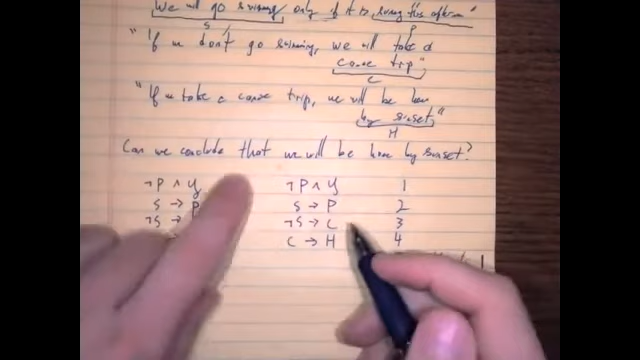 We will go swimming only if it is sunny this afternoon"
S P
"If we don't go swimming, we will take a
canoe trip",
C
"If we take a canoe trip, we will be home
by sunset"
H
Can we conclude that we will be home by sunset?
¬P ∧ Y ¬P ∧ Y 1
S → P S → P 2
¬S → ¬S → C 3
C → H 4